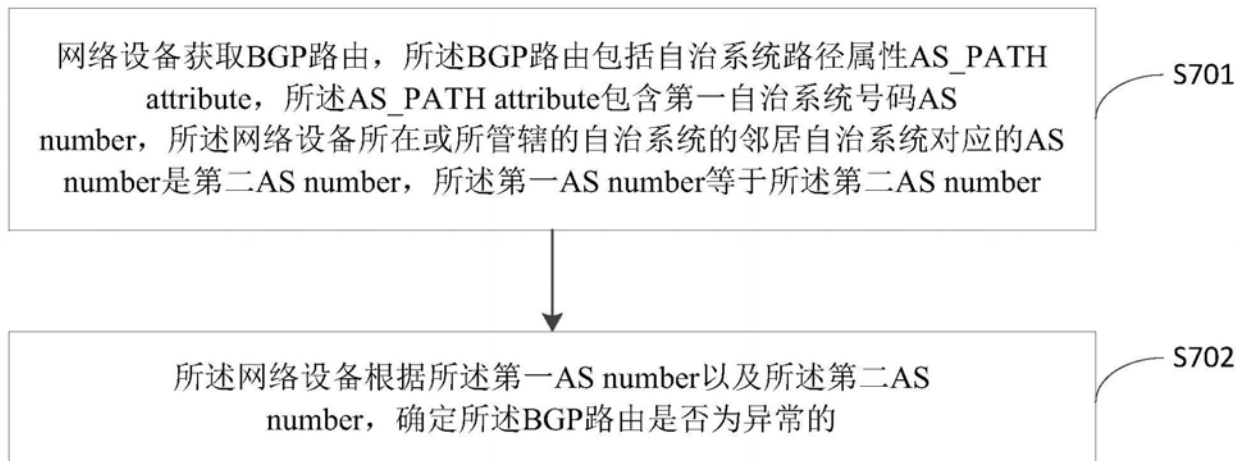 网络设备获取BGP路由，所述BGP路由包括自治系统路径属性AS_PATH
attribute，所述AS_PATH attribute包含第一自治系统号码AS
number，所述网络设备所在或所管辖的自治系统的邻居自治系统对应的AS
number是第二AS number，所述第一AS number等于所述第二AS number
S701
所述网络设备根据所述第一AS number以及所述第二AS
number，确定所述BGP路由是否为异常的
S702